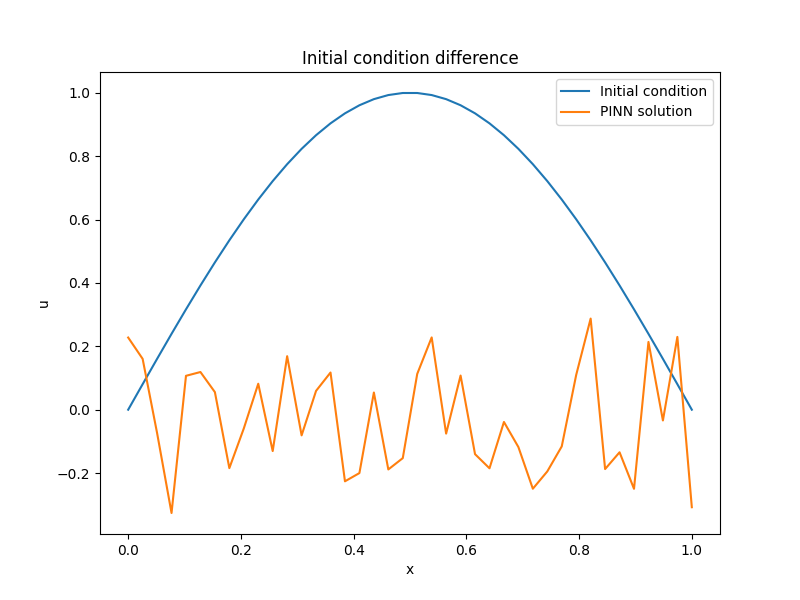 Initial condition difference
Initial condition
PINN solution
1.0
0.8
0.6
0.4
0.2
0.0
−0.2
u
0.0 0.2 0.4 0.6 0.8 1.0
x